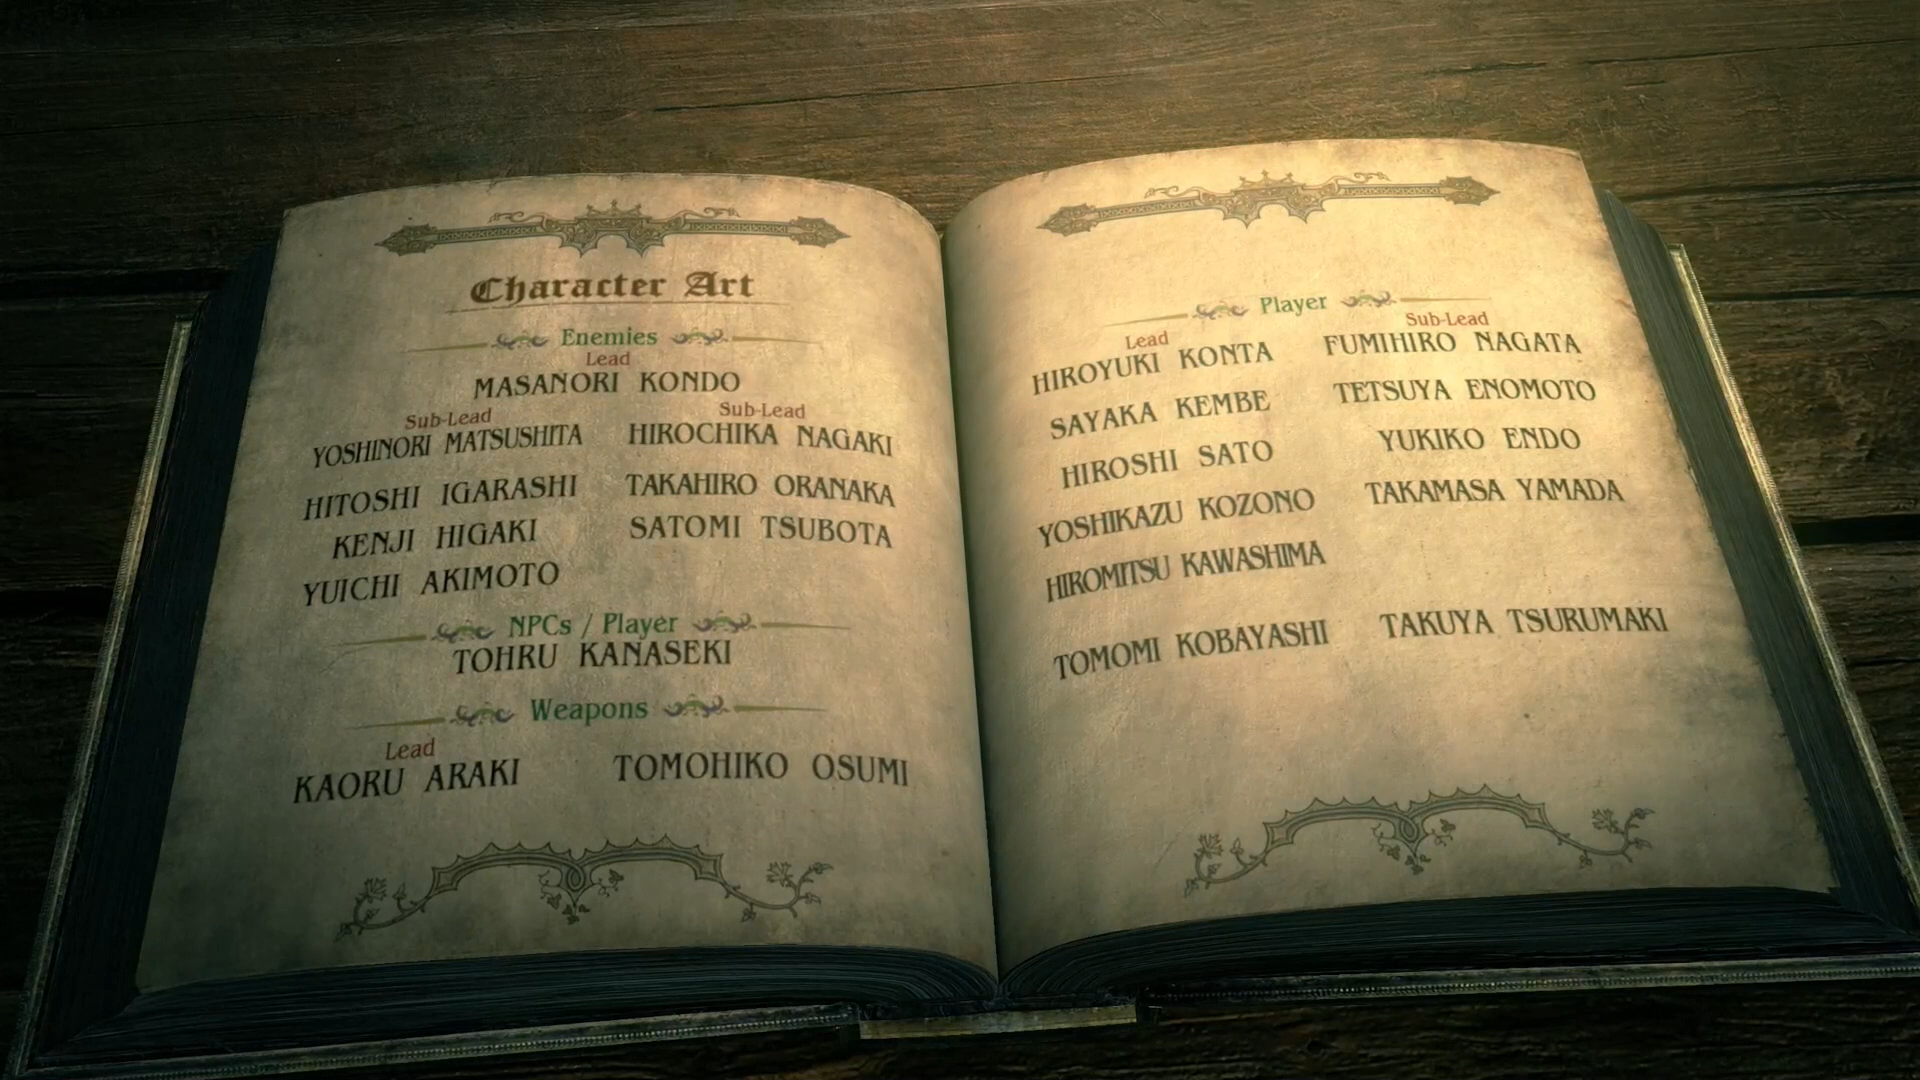 Character Art
Enemies
Lead
MASANORI KONDO
Sub-Lead Sub-Lead
YOSHINORI MATSUSHITA HIROCHIKA NAGAKI
HITOSHI IGARASHI TAKAHIRO ORANAKA
KENJI HIGAKI SATOMI TSUBOTA
YUICHI AKIMOTO
NPCs / Player
TOHRU KANASEKI
Weapons
Lead
KAORU ARAKI TOMOHIKO OSUMI
Player
Lead Sub-Lead
HIROYUKI KONTA FUMIHIRO NAGATA
SAYAKA KEMBE TETSUYA ENOMOTO
HIROSHI SATO YUKIKO ENDO
YOSHIKAZU KOZONO TAKAMASA YAMADA
HIROMITSU KAWASHIMA
TOMOMI KOBAYASHI TAKUYA TSURUMAKI